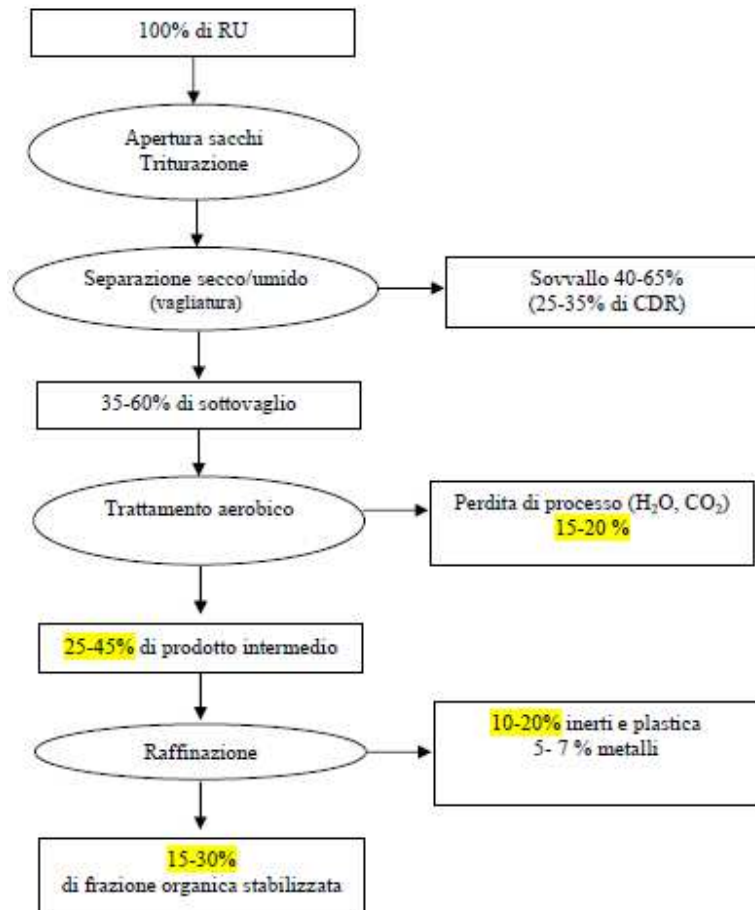 100% di RU
Apertura sacchi
Triturazione
Separazione secco/umido
(vagliatura)
Sovvallo 40-65%
(25-35% di CDR)
35-60% di sottovaglio
Trattamento aerobico
Perdita di processo (H₂O, CO₂)
15-20 %
25-45% di prodotto intermedio
Raffinazione
10-20% inerti e plastica
5- 7 % metalli
15-30%
di frazione organica stabilizzata